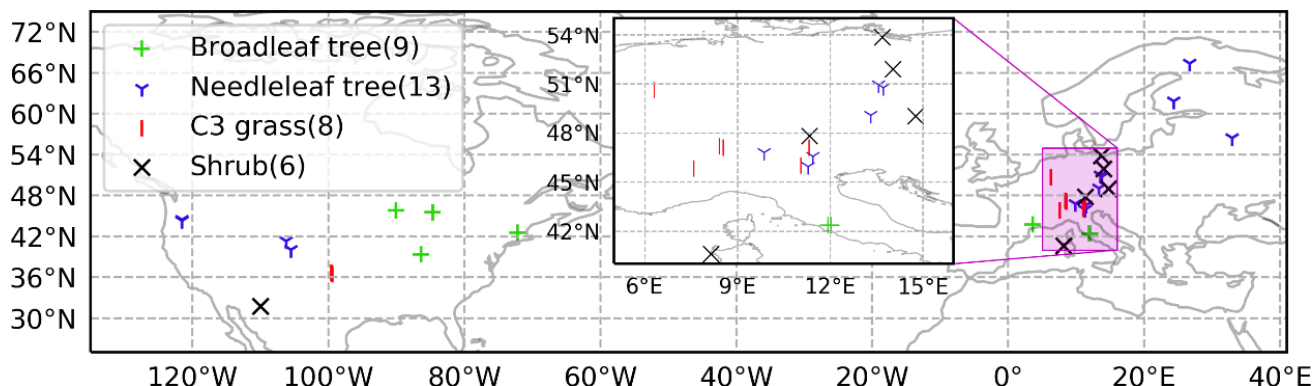 72°N
66°N
60°N
54°N
48°N
42°N
36°N
30°N
Broadleaf tree(9)
Needleleaf tree(13)
C3 grass(8)
Shrub(6)
54°N
51°N
48°N
45°N
42°N
6°E 9°E 12°E 15°E
120°W 100°W 80°W 60°W 40°W 20°W 0° 20°E 40°E